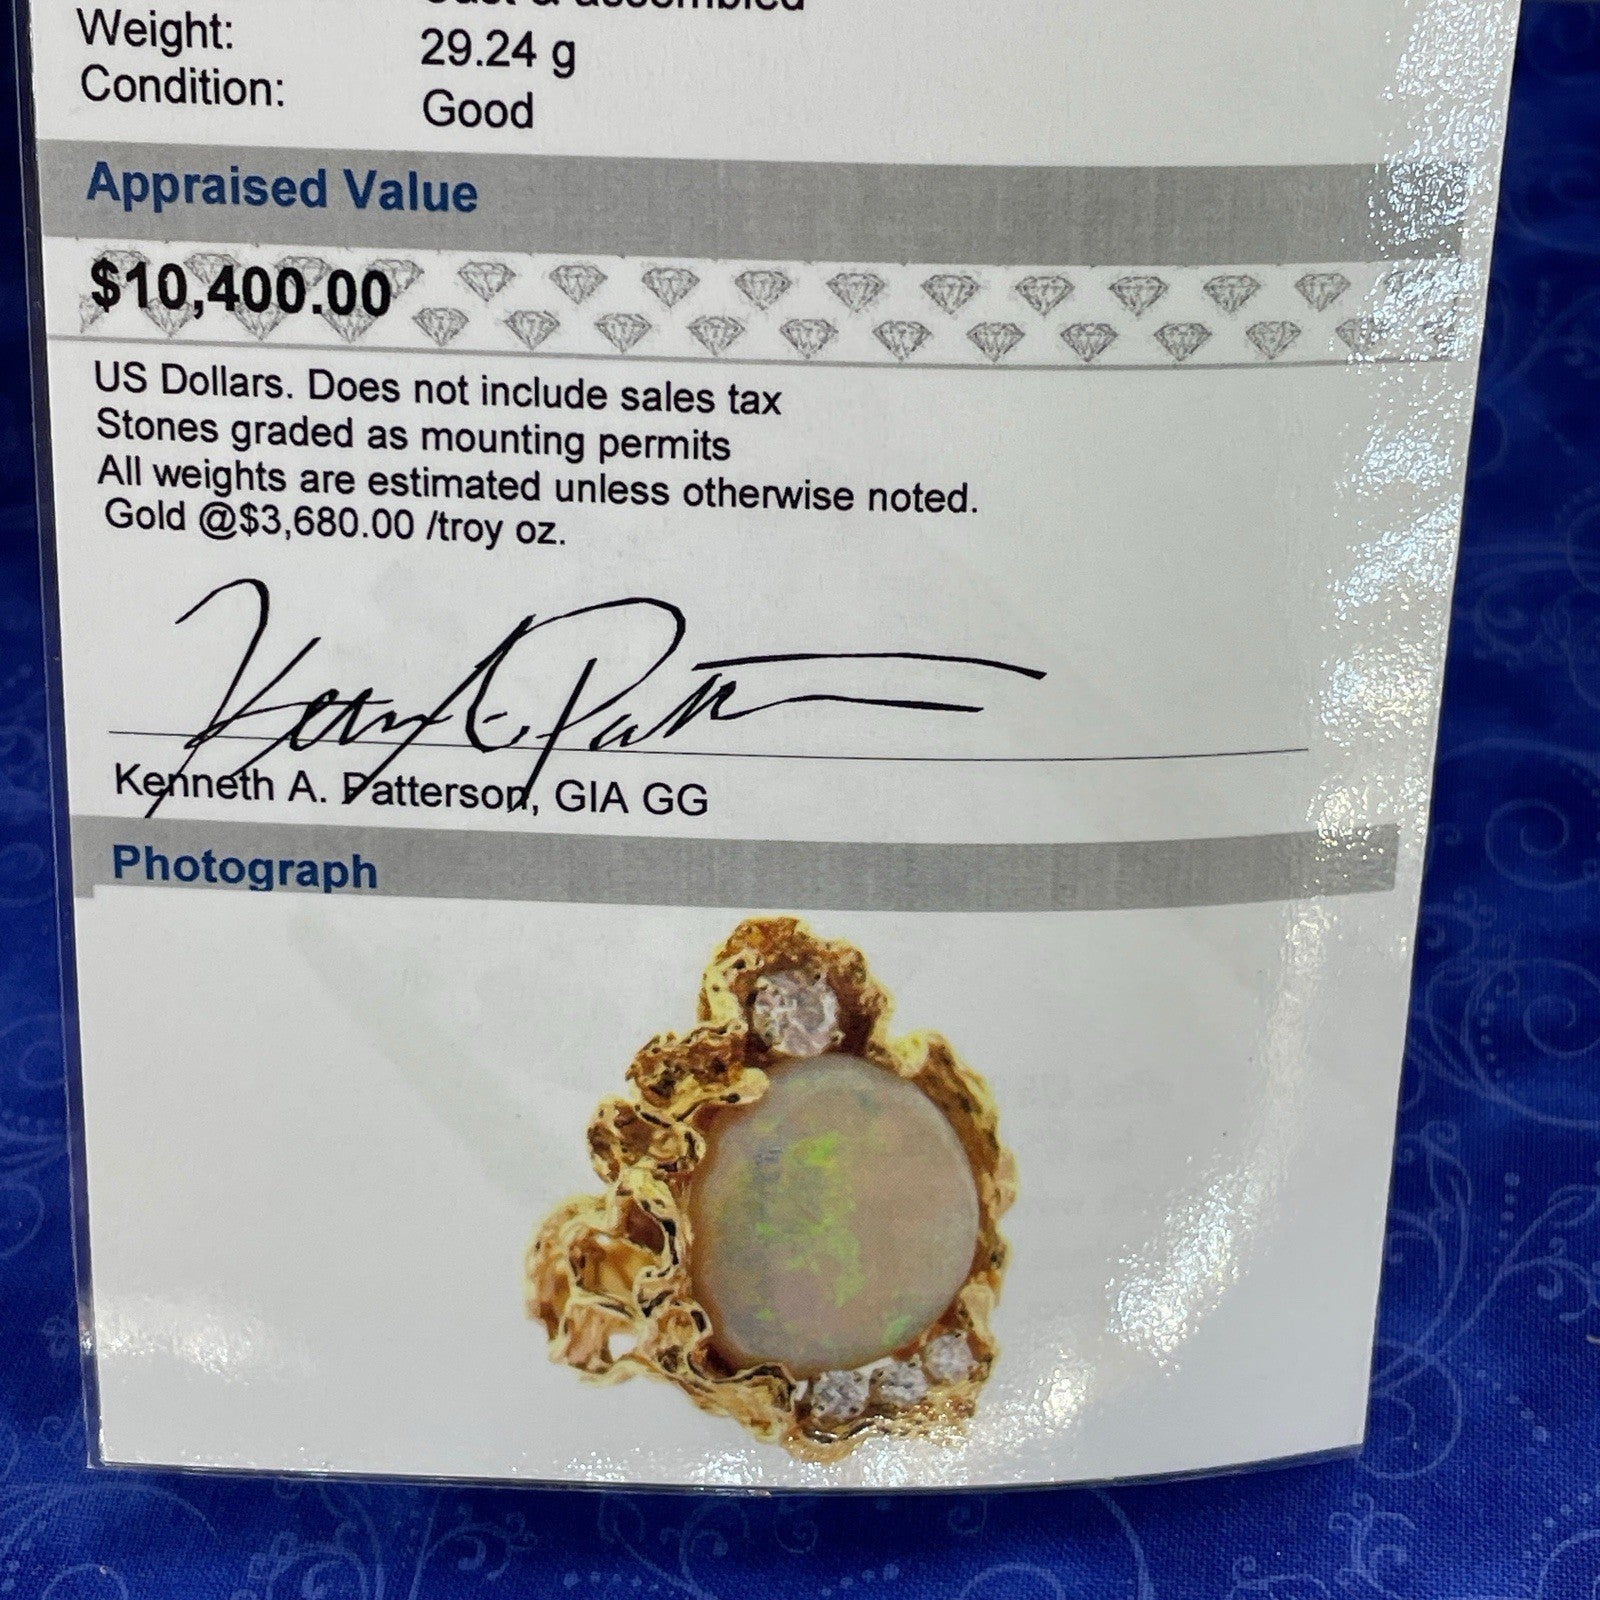 Cast & assembled
Weight: 29.24 g
Condition: Good
Appraised Value
$10,400.00
US Dollars. Does not include sales tax
Stones graded as mounting permits
All weights are estimated unless otherwise noted.
Gold @$3,680.00 /troy oz.
Kenneth A. Patterson, GIA GG
Photograph